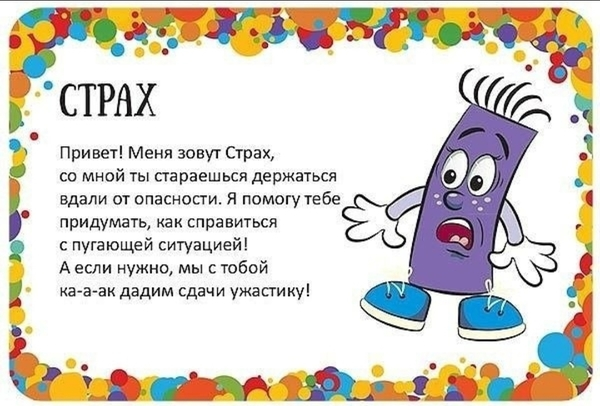 СТРАХ
Привет! Меня зовут Страх,
со мной ты стараешься держаться
вдали от опасности. Я помогу тебе
придумать, как справиться
с пугающей ситуацией!
А если нужно, мы с тобой
ка-а-ак дадим сдачи ужастику!